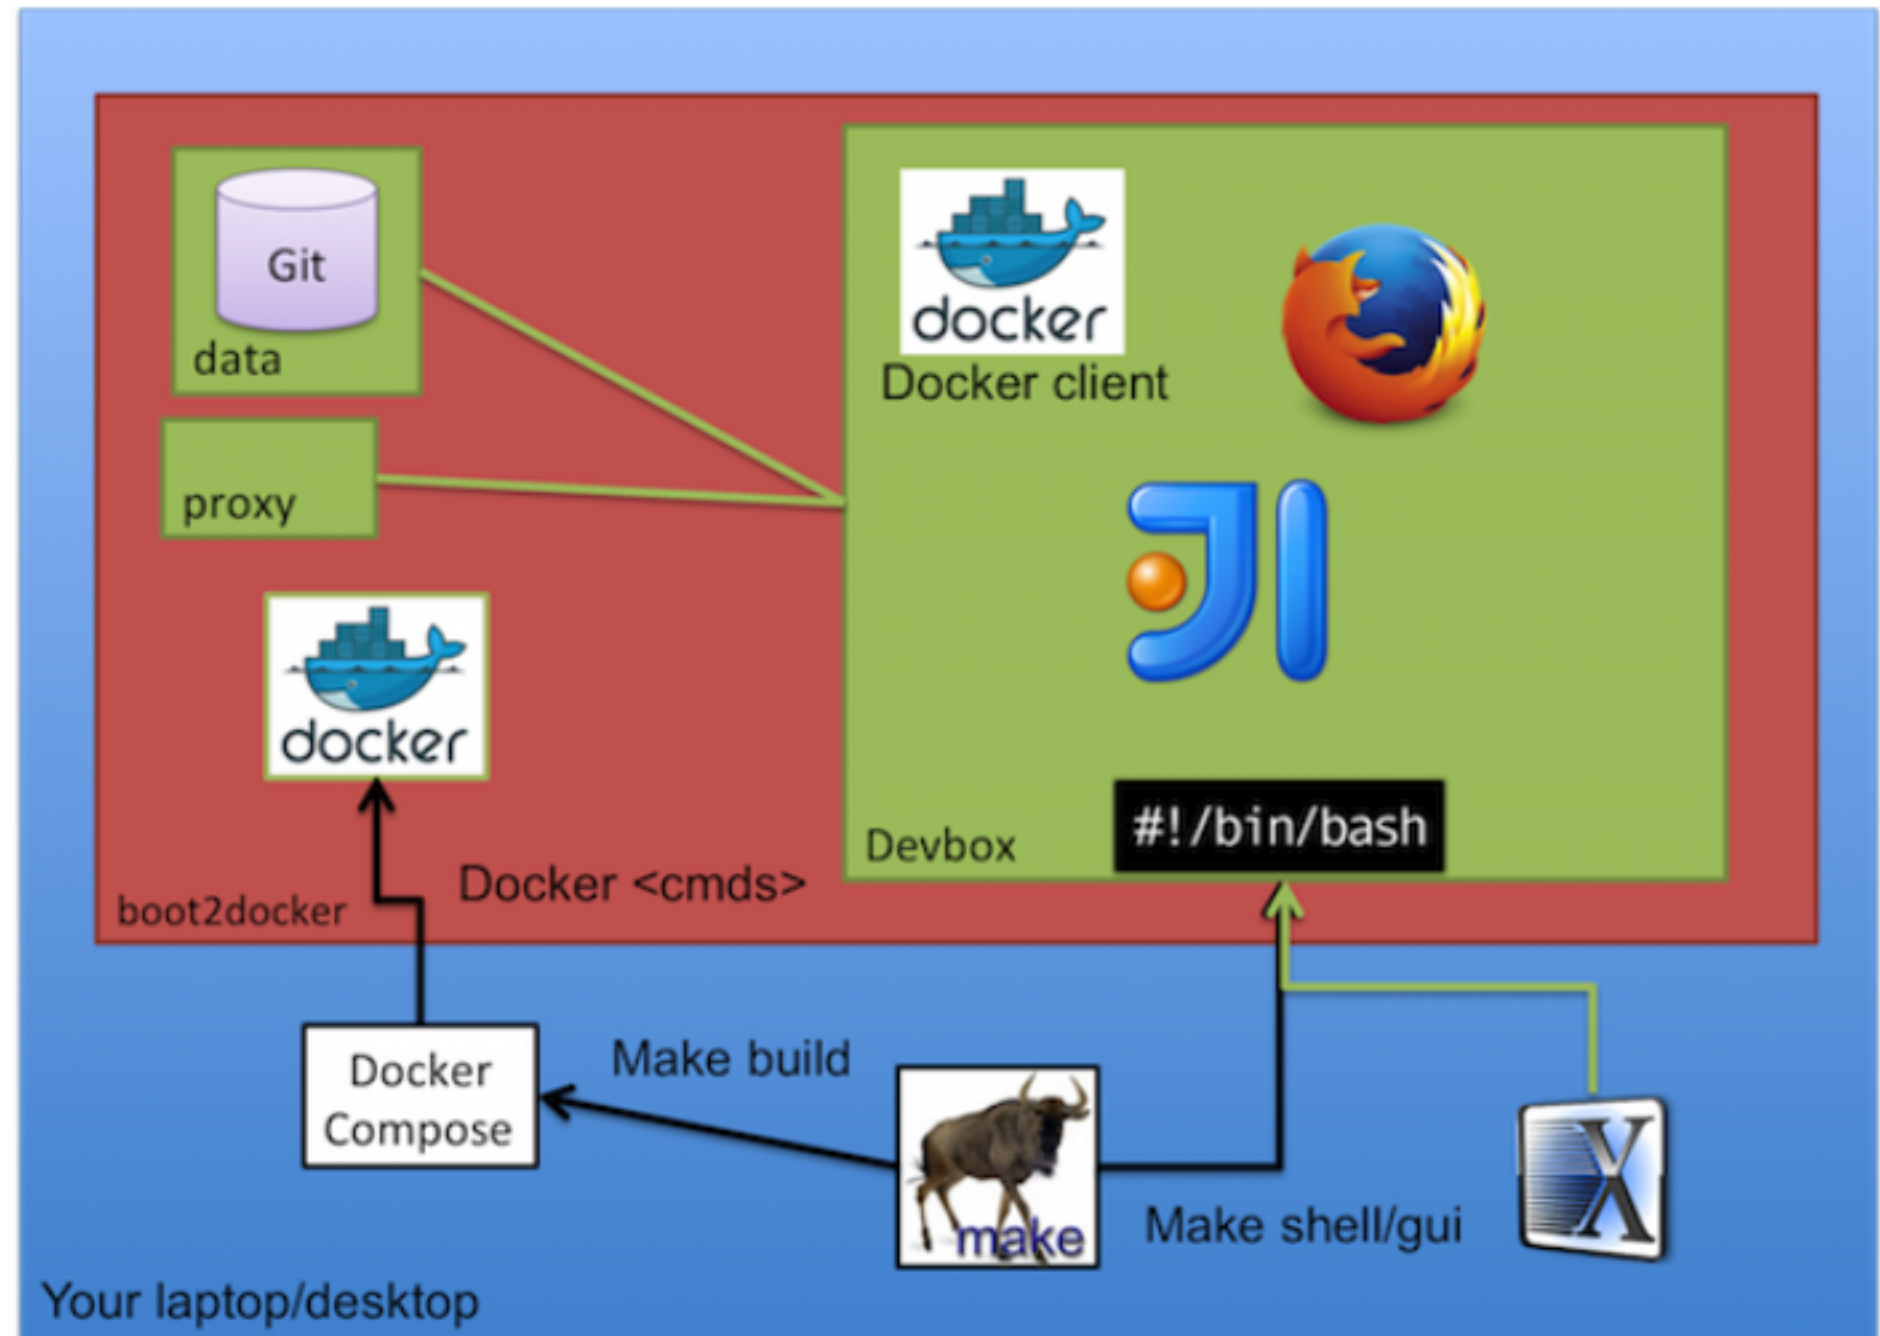 Git
data
proxy
docker
Docker client
docker
#!/bin/bash
Devbox
Docker <cmds>
boot2docker
Docker
Compose
Make build
make
Make shell/gui
X
Your laptop/desktop